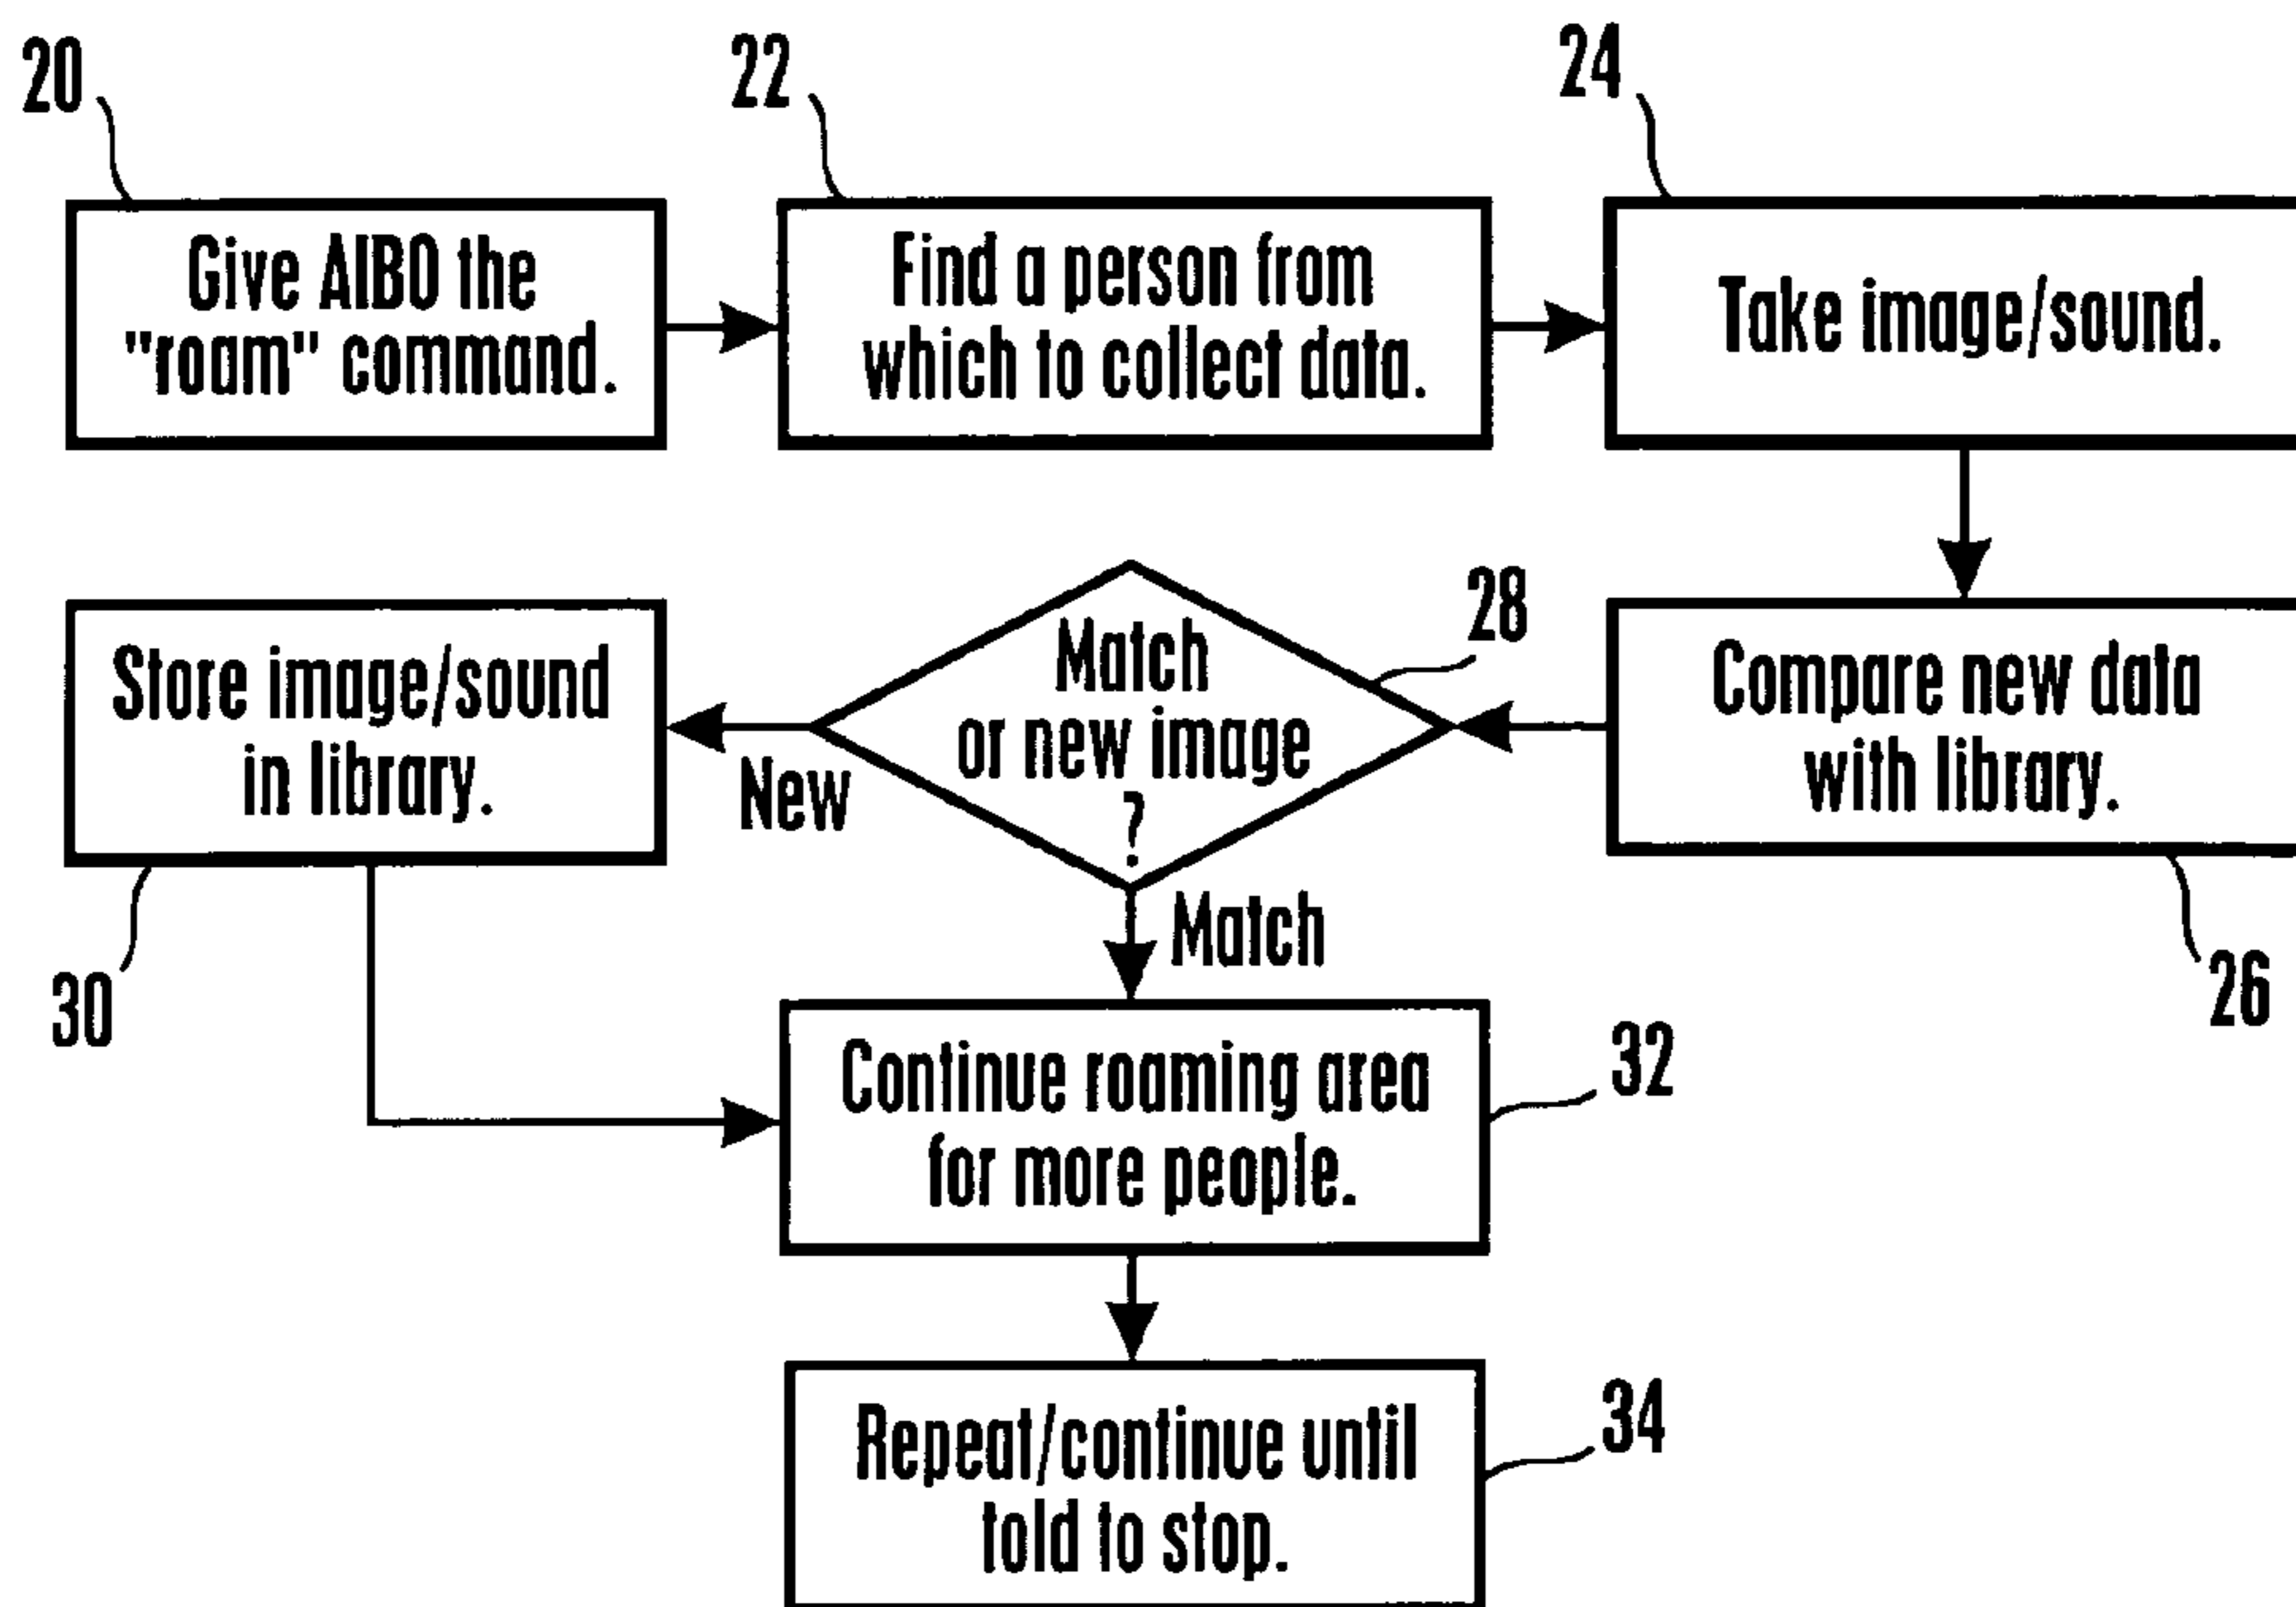 20
22
24
Give AIBO the
"roam" command.
Find a person from
which to collect data.
Take image/sound.
28
Store image/sound
in library.
New
Match
or new image
?
Compare new data
with library.
Match
30
26
Continue roaming area
for more people.
32
Repeat/continue until
told to stop.
34